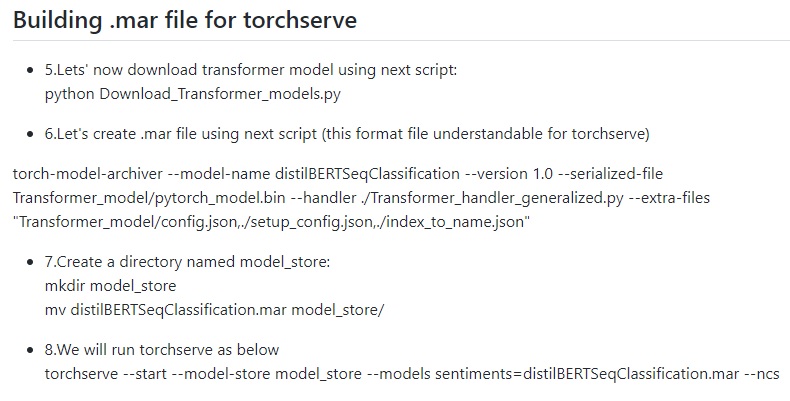 Building .mar file for torchserve
5.Lets' now download transformer model using next script:
python Download_Transformer_models.py
6.Let's create .mar file using next script (this format file understandable for torchserve)
torch-model-archiver --model-name distilBERTSeqClassification --version 1.0 --serialized-file
Transformer_model/pytorch_model.bin --handler ./Transformer_handler_generalized.py --extra-files
"Transformer_model/config.json,./setup_config.json,./index_to_name.json"
7.Create a directory named model_store:
mkdir model_store
mv distilBERTSeqClassification.mar model_store/
8.We will run torchserve as below
torchserve --start --model-store model_store --models sentiments=distilBERTSeqClassification.mar --ncs